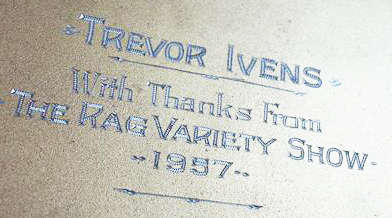 ~TREVOR IVENS~
With Thanks From
-THE RAG VARIETY SHOW-
~1957~